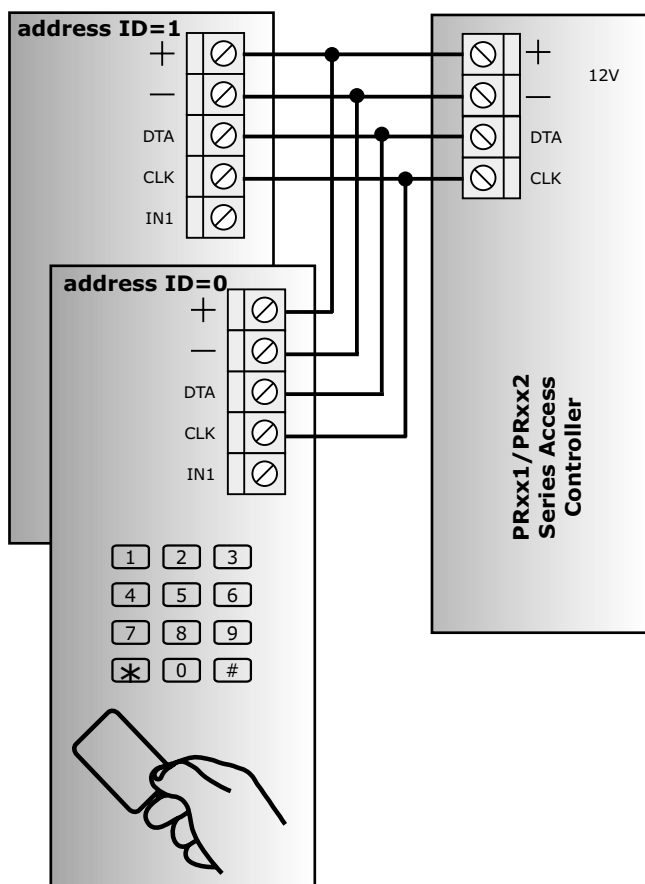 address ID=1
+
—
DTA
CLK
IN1
+
12V
—
DTA
CLK
address ID=0
+
—
DTA
CLK
IN1
PRxx1/PRxx2
Series Access
Controller
1 2 3
4 5 6
7 8 9
* 0 #